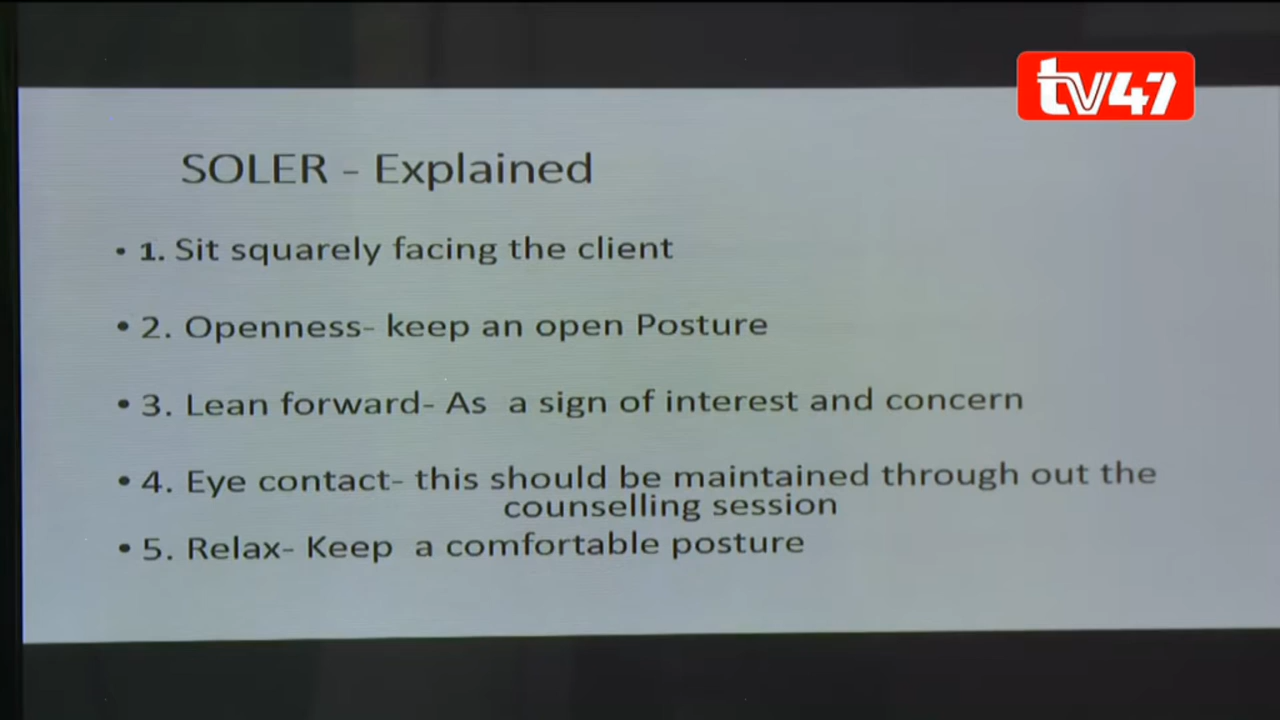 tv47
SOLER - Explained
• 1. Sit squarely facing the client
• 2. Openness- keep an open Posture
• 3. Lean forward- As a sign of interest and concern
• 4. Eye contact- this should be maintained through out the
counselling session
• 5. Relax- Keep a comfortable posture